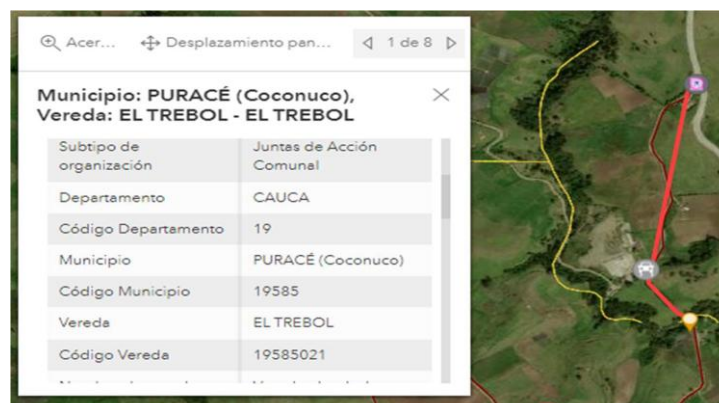 Acer... Desplazamiento pan... 1 de 8
Municipio: PURACÉ (Coconuco),
Vereda: EL TREBOL - EL TREBOL
Subtipo de organización Juntas de Acción Comunal
Departamento CAUCA
Código Departamento 19
Municipio PURACÉ (Coconuco)
Código Municipio 19585
Vereda EL TREBOL
Código Vereda 19585021